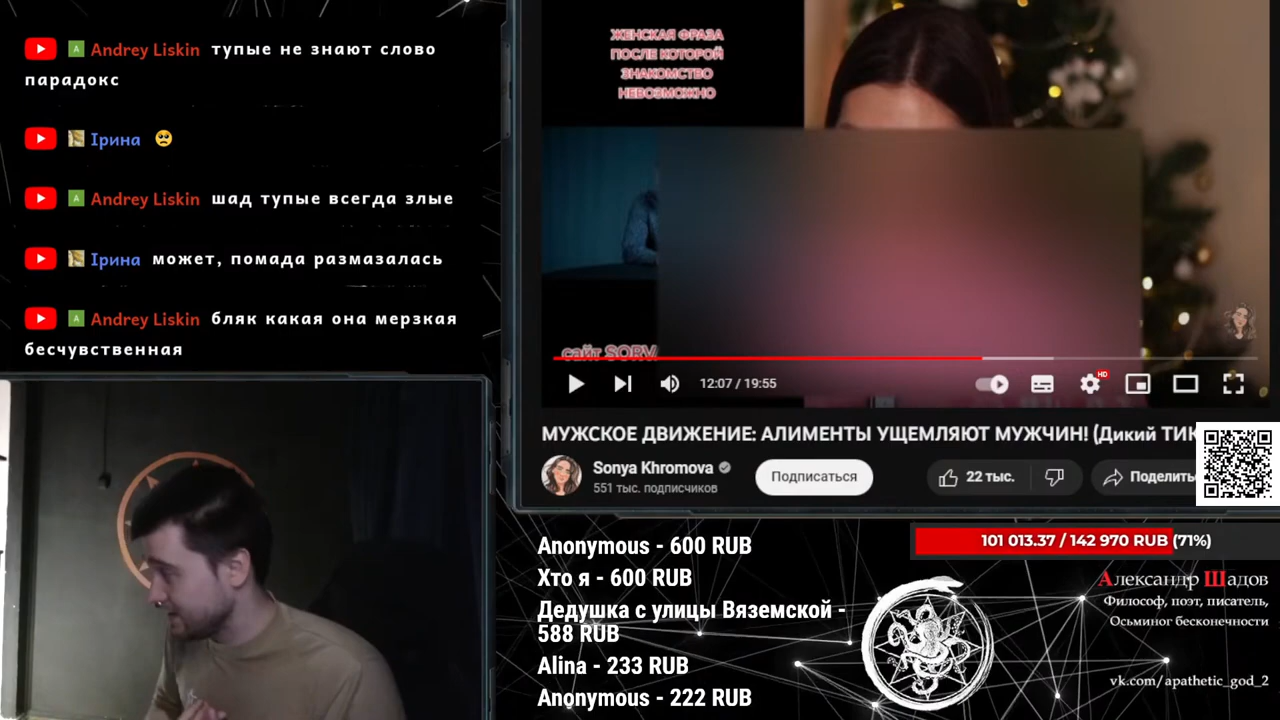 Andrey Liskin тупые не знают слово
парадокс
Ірина 🥺
Andrey Liskin шад тупые всегда злые
Ірина может, помада размазалась
Andrey Liskin бляк какая она мерзкая
бесчувственная
ЖЕНСКАЯ ФРАЗА
ПОСЛЕ КОТОРОЙ
ЗНАКОМСТВО
НЕВОЗМОЖНО
сайт SORV
12:07 / 19:55
HD
МУЖСКОЕ ДВИЖЕНИЕ: АЛИМЕНТЫ УЩЕМЛЯЮТ МУЖЧИН! (Дикий ТИК
Sonya Khromova
551 тыс. подписчиков
Подписаться
22 тыс.
Поделить
Anonymous - 600 RUB
Хто я - 600 RUB
Дедушка с улицы Вяземской -
588 RUB
Alina - 233 RUB
Anonymous - 222 RUB
101 013.37 / 142 970 RUB (71%)
Александр Шадов
Философ, поэт, писатель,
Осьминог бесконечности
vk.com/apathetic_god_2